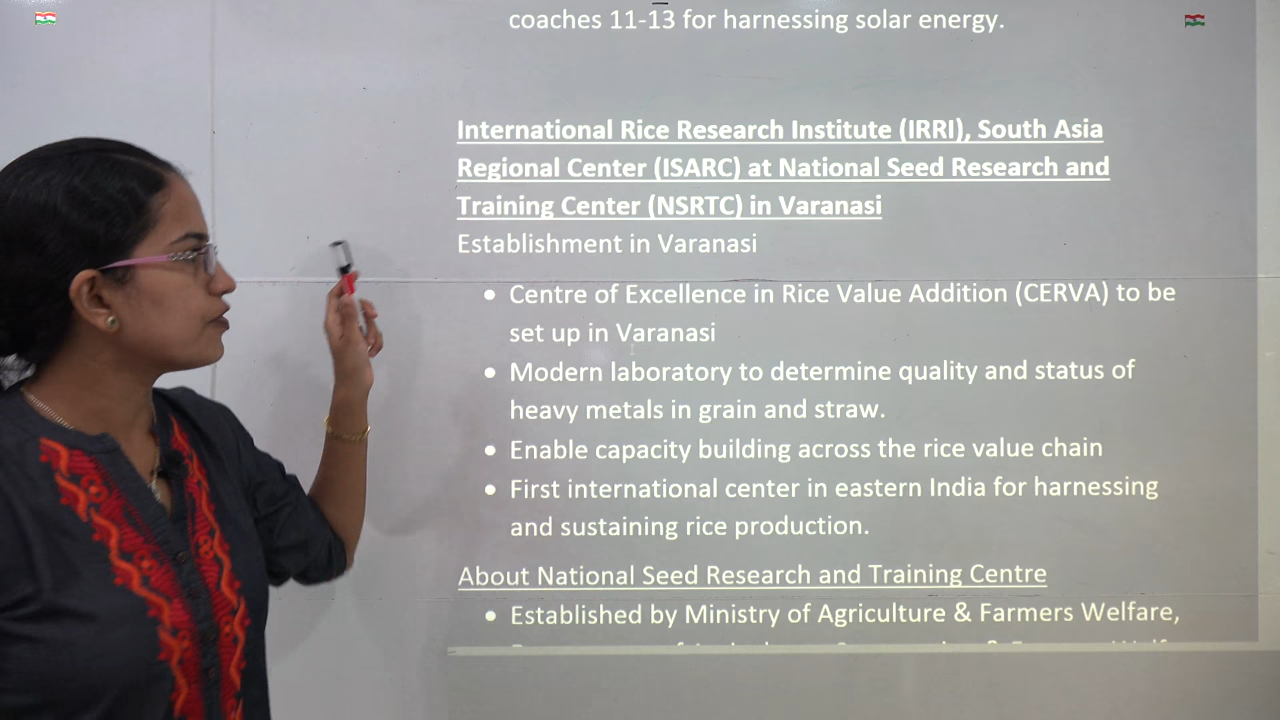 coaches 11-13 for harnessing solar energy.
International Rice Research Institute (IRRI), South Asia
Regional Center (ISARC) at National Seed Research and
Training Center (NSRTC) in Varanasi
Establishment in Varanasi
• Centre of Excellence in Rice Value Addition (CERVA) to be
set up in Varanasi
• Modern laboratory to determine quality and status of
heavy metals in grain and straw.
• Enable capacity building across the rice value chain
• First international center in eastern India for harnessing
and sustaining rice production.
About National Seed Research and Training Centre
• Established by Ministry of Agriculture & Farmers Welfare,